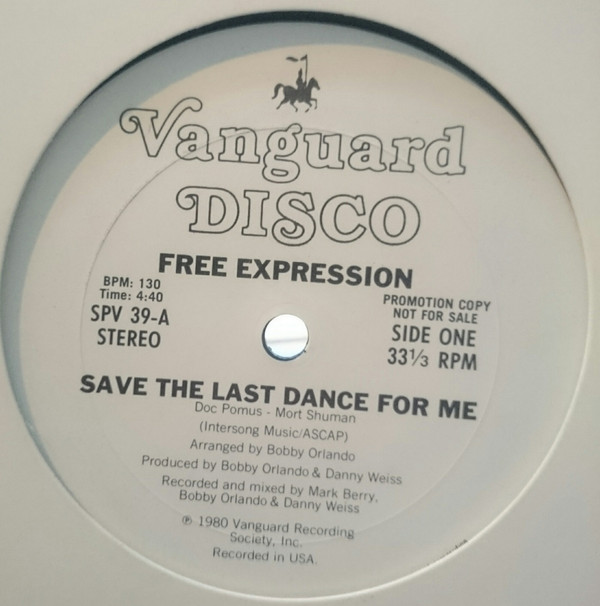 Vanguard
DISCO
FREE EXPRESSION
BPM: 130
Time: 4:40
SPV 39-A
STEREO
PROMOTION COPY
NOT FOR SALE
SIDE ONE
33⅓ RPM
SAVE THE LAST DANCE FOR ME
Doc Pomus - Mort Shuman
(Intersong Music/ASCAP)
Arranged by Bobby Orlando
Produced by Bobby Orlando & Danny Weiss
Recorded and mixed by Mark Berry,
Bobby Orlando & Danny Weiss
℗ 1980 Vanguard Recording
Society, Inc.
Recorded in USA.